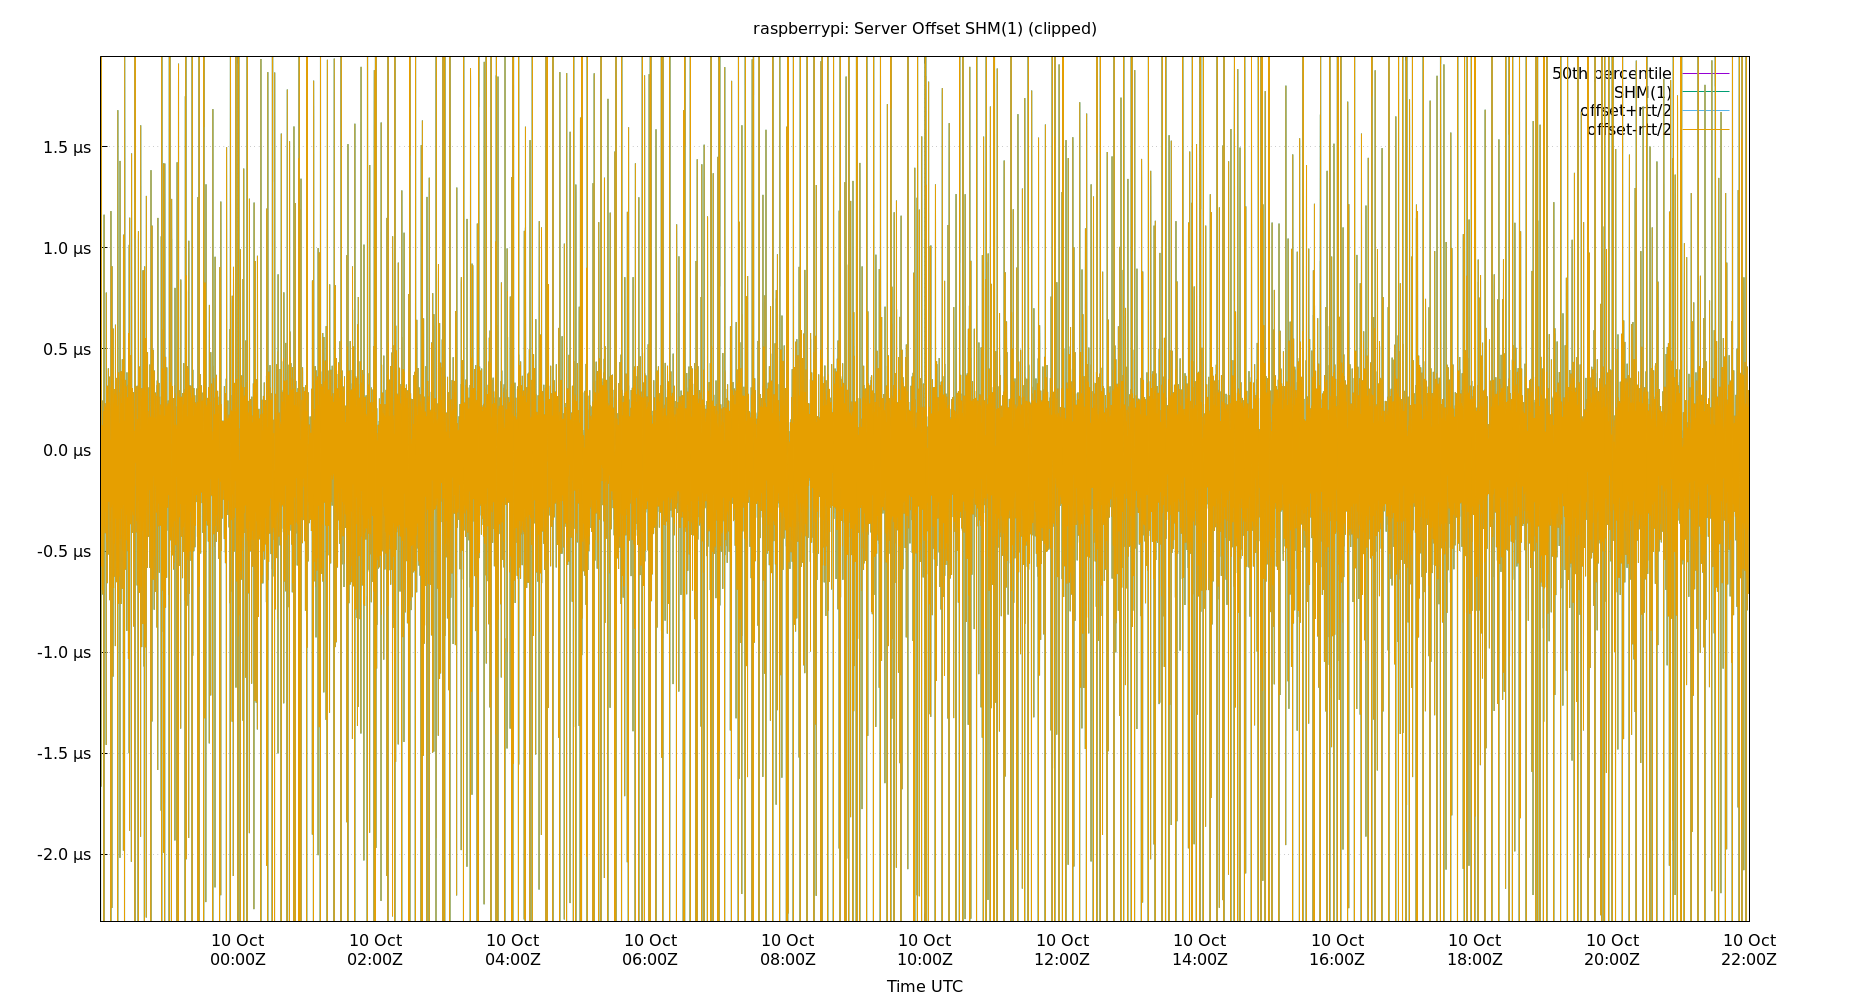 raspberrypi: Server Offset SHM(1) (clipped)
50th percentile
SHM(1)
offset+rtt/2
offset-rtt/2
1.5 µs
1.0 µs
0.5 µs
0.0 µs
-0.5 µs
-1.0 µs
-1.5 µs
-2.0 µs
10 Oct 10 Oct 10 Oct 10 Oct 10 Oct 10 Oct 10 Oct 10 Oct 10 Oct 10 Oct 10 Oct 10 Oct
00:00Z 02:00Z 04:00Z 06:00Z 08:00Z 10:00Z 12:00Z 14:00Z 16:00Z 18:00Z 20:00Z 22:00Z
Time UTC